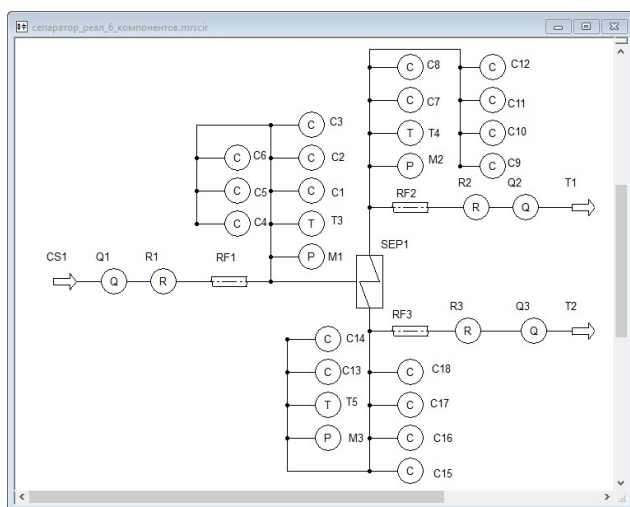 сепаратор_реал_6_компонентов.mrscir
C C8 C C12
C C7 C C11
C C3 T T4 C C10
C C6 C C2 P M2 C C9
C C5 C C1 RF2 R2 Q2 T1
C C4 T T3 R Q
CS1 Q1 R1 RF1 P M1 SEP1
Q R
RF3 R3 Q3 T2
C C14 R Q
C C13 C C18
T T5 C C17
P M3 C C16
C C15